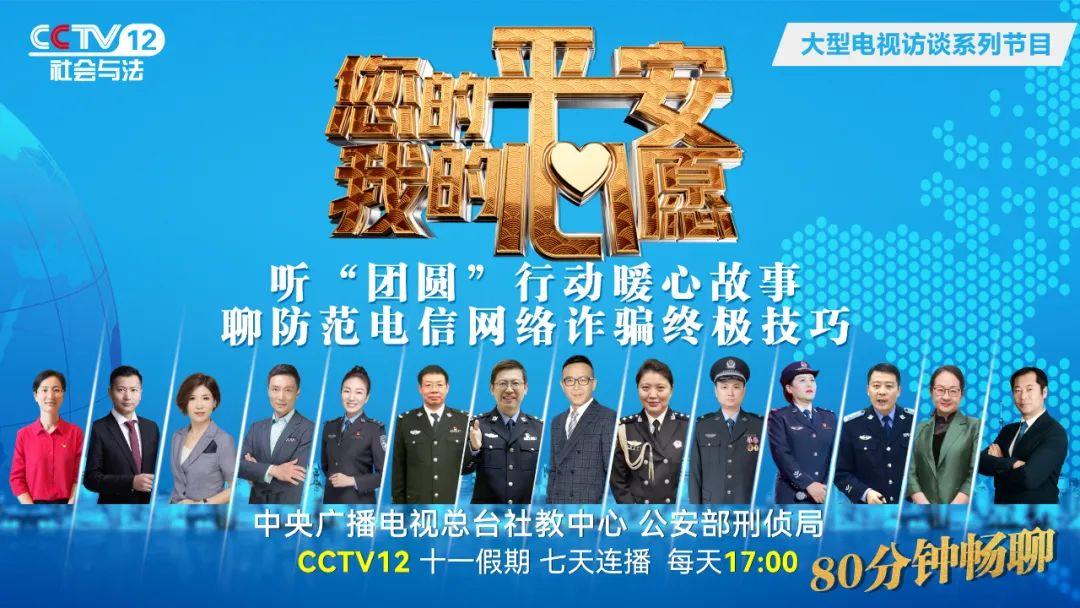 CCTV 12
社会与法
大型电视访谈系列节目
您的平安
我的心愿
听“团圆”行动暖心故事
聊防范电信网络诈骗终极技巧
中央广播电视总台社教中心 公安部刑侦局
CCTV12 十一假期 七天连播 每天17:00
80分钟畅聊